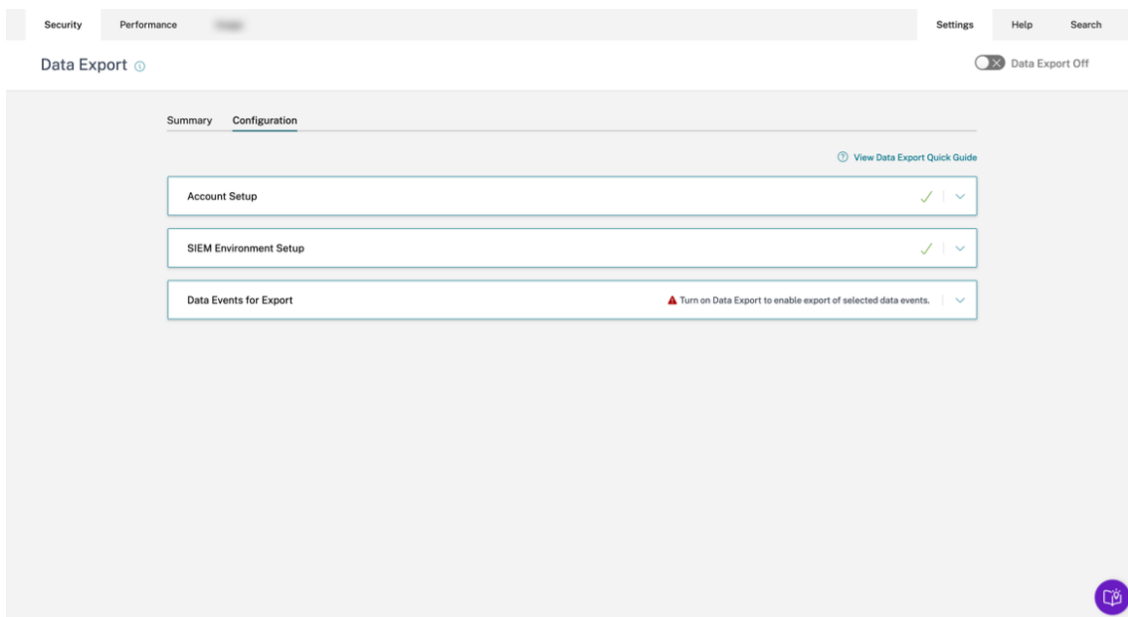 Security Performance Settings Help Search
Data Export Data Export Off
Summary Configuration
View Data Export Quick Guide
Account Setup
SIEM Environment Setup
Data Events for Export Turn on Data Export to enable export of selected data events.